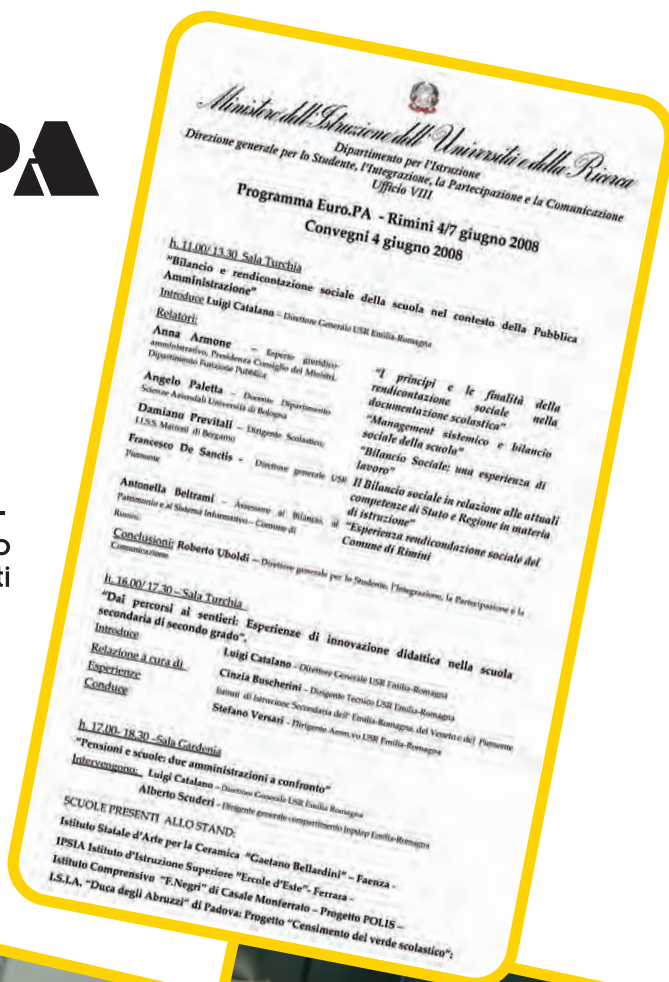 PA
-
o
ti
Ministero dell'Istruzione dell'Università e della Ricerca
Dipartimento per l'Istruzione
Direzione generale per lo Studente, l'Integrazione, la Partecipazione e la Comunicazione
Ufficio VIII
Programma Euro.PA - Rimini 4/7 giugno 2008
Convegni 4 giugno 2008
h. 11.00/13.30 Sala Turchia
"Bilancio e rendicontazione sociale della scuola nel contesto della Pubblica
Amministrazione"
Introduce Luigi Catalano – Direttore Generale USR Emilia-Romagna
Relatori:
Anna Armone – Esperto giuridico-
amministrativo, Presidenza Consiglio dei Ministri,
Dipartimento Funzione Pubblica
"I principi e le finalità della
rendicontazione sociale nella
documentazione scolastica"
Angelo Paletta – Docente Dipartimento
Scienze Aziendali Università di Bologna
"Management sistemico e bilancio
sociale della scuola"
Damiano Previtali – Dirigente Scolastico
I.I.S.S. Mairont di Bergamo
"Bilancio Sociale: una esperienza di
lavoro"
Francesco De Sanctis - Direttore generale USR
Piemonte
Il Bilancio sociale in relazione alle attuali
competenze di Stato e Regione in materia
di istruzione"
Antonella Beltrami – Assessore al Bilancio, al
Patrimonio e al Sistema Informativo – Comune di
Rimini
"Esperienza rendicondazione sociale del
Comune di Rimini
Conclusioni: Roberto Uboldi – Direttore generale per lo Studente, l'Integrazione, la Partecipazione e la
Comunicazione
h. 16.00/17.30 – Sala Turchia
"Dai percorsi ai sentieri: Esperienze di innovazione didattica nella scuola
secondaria di secondo grado".
Introduce Luigi Catalano - Direttore Generale USR Emilia-Romagna
Relazione a cura di Cinzia Buscherini - Dirigente Tecnico USR Emilia-Romagna
Esperienze Istituti di Istruzione Secondaria dell' Emilia-Romagna, del Veneto e del Piemonte
Conduce Stefano Versari - Dirigente Amm.vo USR Emilia-Romagna
h. 17.00- 18.30 –Sala Gardenia
"Pensioni e scuole: due amministrazioni a confronto"
Intervengono: Luigi Catalano – Direttore Generale USR Emilia Romagna
Alberto Scuderi - Dirigente generale compartimento Inpdap Emilia-Romagna
SCUOLE PRESENTI ALLO STAND:
Istituto Statale d'Arte per la Ceramica "Gaetano Bellardini" – Faenza -
IPSIA Istituto d'Istruzione Superiore "Ercole d'Este"- Ferrara -
Istituto Comprensivo "F.Negri" di Casale Monferrato – Progetto POLIS –
I.S.I.A. "Duca degli Abruzzi" di Padova: Progetto "Censimento del verde scolastico";